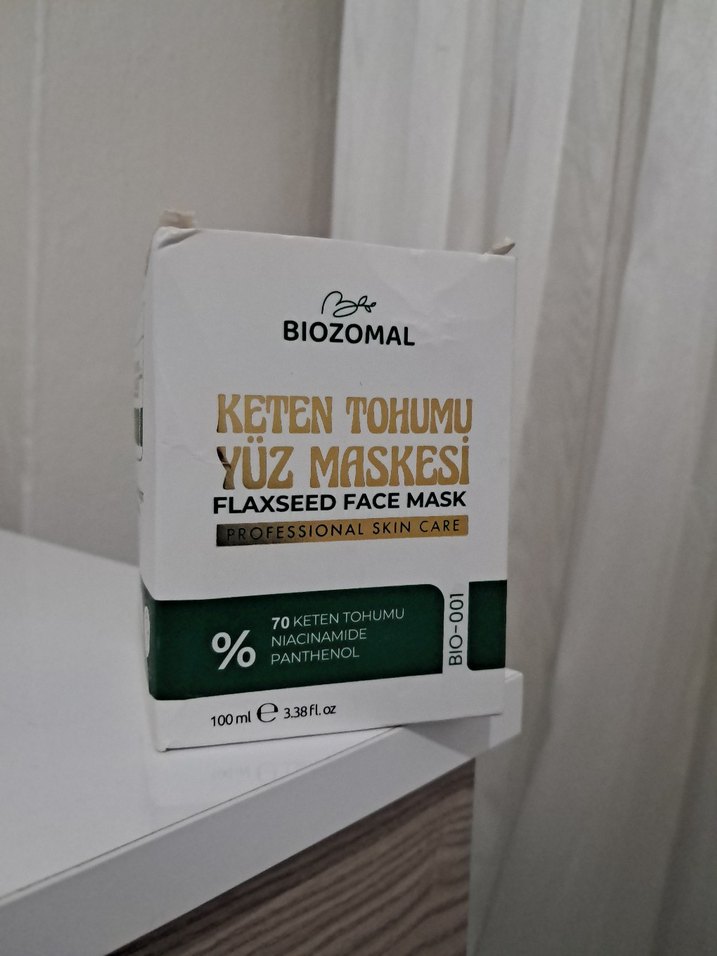 BIOZOMAL
KETEN TOHUMU
YÜZ MASKESİ
FLAXSEED FACE MASK
PROFESSIONAL SKIN CARE
% 70 KETEN TOHUMU
NIACINAMIDE
PANTHENOL
BIO-001
100 ml ℮ 3.38 fl. oz